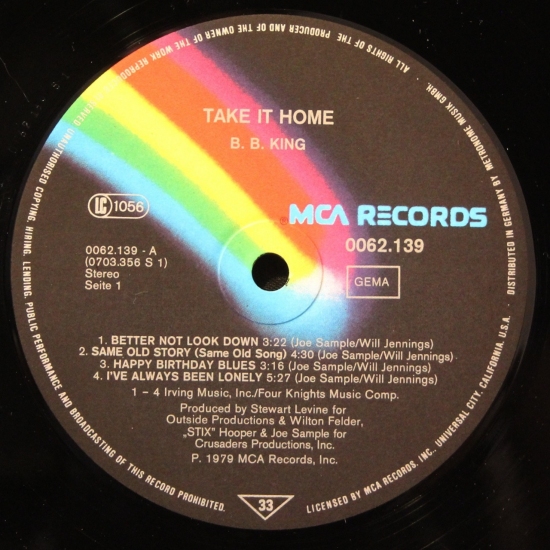 TAKE IT HOME
B. B. KING
LC 1056
® MCA RECORDS
0062.139 - A
(0703.356 S 1)
Stereo
Seite 1
0062.139
GEMA
1. BETTER NOT LOOK DOWN 3:22 (Joe Sample/Will Jennings)
2. SAME OLD STORY (Same Old Song) 4:30 (Joe Sample/Will Jennings)
3. HAPPY BIRTHDAY BLUES 3:16 (Joe Sample/Will Jennings)
4. I'VE ALWAYS BEEN LONELY 5:27 (Joe Sample/Will Jennings)
1 – 4 Irving Music, Inc./Four Knights Music Comp.
Produced by Stewart Levine for
Outside Productions & Wilton Felder,
„STIX" Hooper & Joe Sample for
Crusaders Productions, Inc.
P. 1979 MCA Records, Inc.
33
ALL RIGHTS OF THE PRODUCER AND OF THE OWNER OF THE WORK REPRODUCED RESERVED UNAUTHORISED COPYING, HIRING, LENDING, PUBLIC PERFORMANCE AND BROADCASTING OF THIS RECORD PROHIBITED.
LICENSED BY MCA RECORDS, INC., UNIVERSAL CITY, CALIFORNIA, U.S.A. · DISTRIBUTED IN GERMANY BY METRONOME MUSIK GMBH.